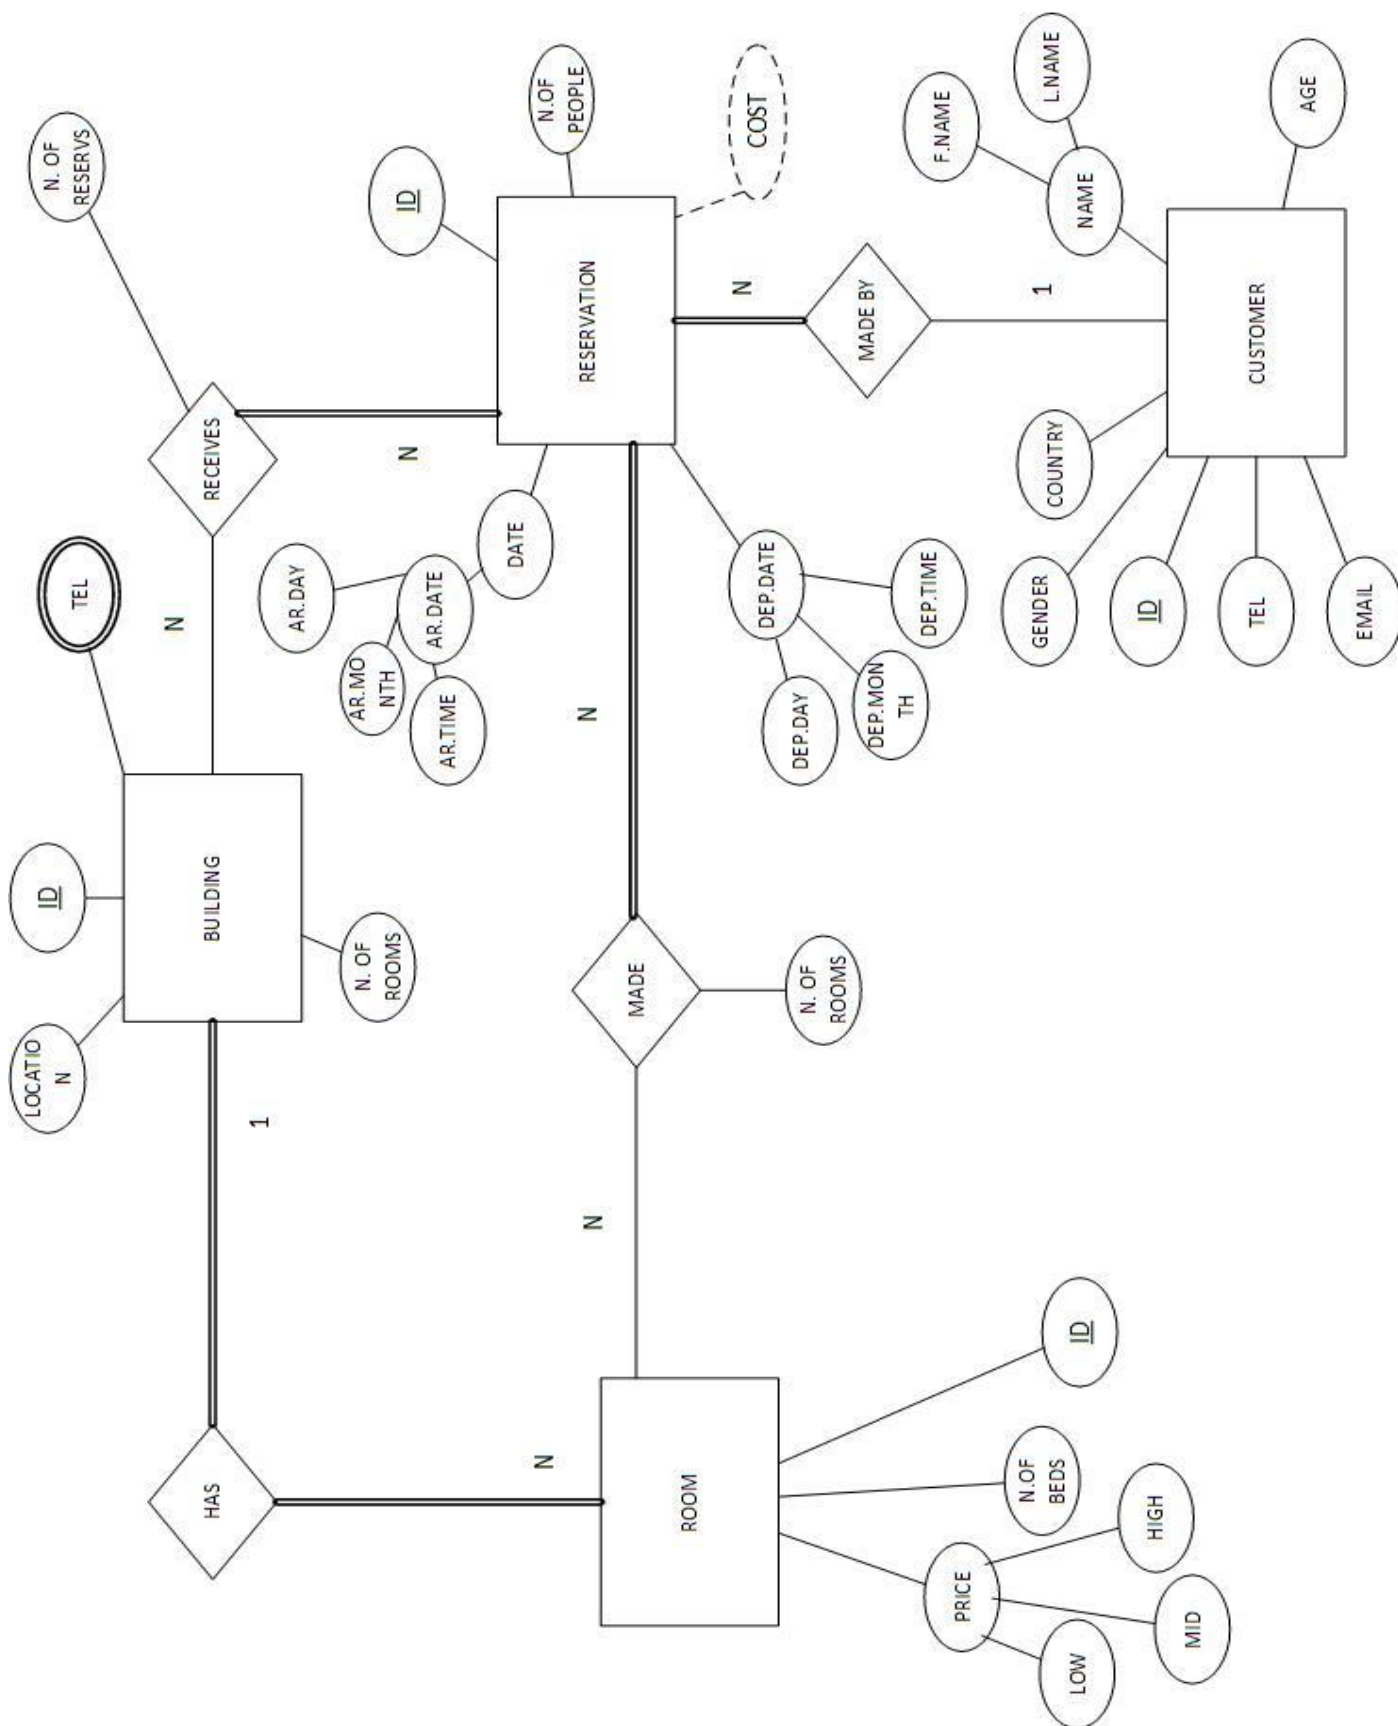 N. OF
RESERVS
TEL
ID
LOCATIO
N
RECEIVES
N
N
BUILDING
N. OF
ROOMS
1
HAS
N
ID
N.OF
PEOPLE
COST
RESERVATION
DATE
AR.DAY
AR.DATE
AR.MO
NTH
AR.TIME
N
MADE BY
1
N
MADE
N. OF
ROOMS
N
DEP.DATE
DEP.TIME
DEP.DAY
DEP.MON
TH
F.NAME
L.NAME
NAME
AGE
CUSTOMER
COUNTRY
GENDER
ID
TEL
EMAIL
ROOM
ID
N.OF
BEDS
PRICE
HIGH
MID
LOW